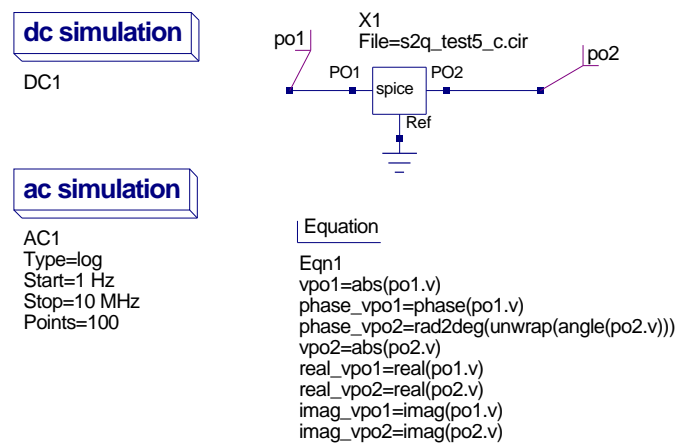 dc simulation
DC1
po1
X1
File=s2q_test5_c.cir
po2
PO1
PO2
spice
Ref
ac simulation
AC1
Type=log
Start=1 Hz
Stop=10 MHz
Points=100
Equation
Eqn1
vpo1=abs(po1.v)
phase_vpo1=phase(po1.v)
phase_vpo2=rad2deg(unwrap(angle(po2.v)))
vpo2=abs(po2.v)
real_vpo1=real(po1.v)
real_vpo2=real(po2.v)
imag_vpo1=imag(po1.v)
imag_vpo2=imag(po2.v)